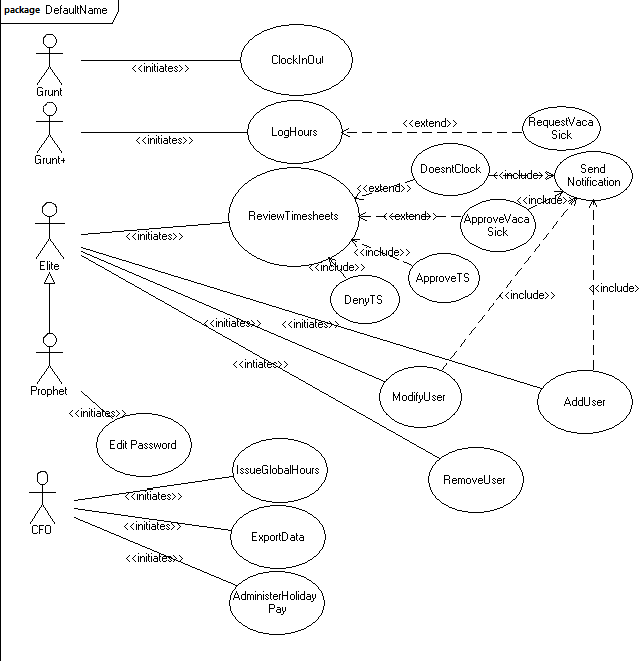 package DefaultName
Grunt
<<initiates>>
ClockInOut
Grunt+
<<initiates>>
LogHours
<<extend>>
RequestVaca
Sick
DoesntClock
<<include>>
Send
Notification
<<extend>>
Elite
<<initiates>>
ReviewTimesheets
<<extend>>
ApproveVaca
Sick
<<include>>
<<include>>
<<include>>
ApproveTS
DenyTS
<<include>>
<<include>>
<<initiates>>
<<initiates>>
<<intiates>>
Prophet
<<initiates>>
Edit Password
ModifyUser
AddUser
RemoveUser
CFO
<<initiates>>
IssueGlobalHours
<<initiates>>
ExportData
<<initiates>>
AdministerHoliday
Pay